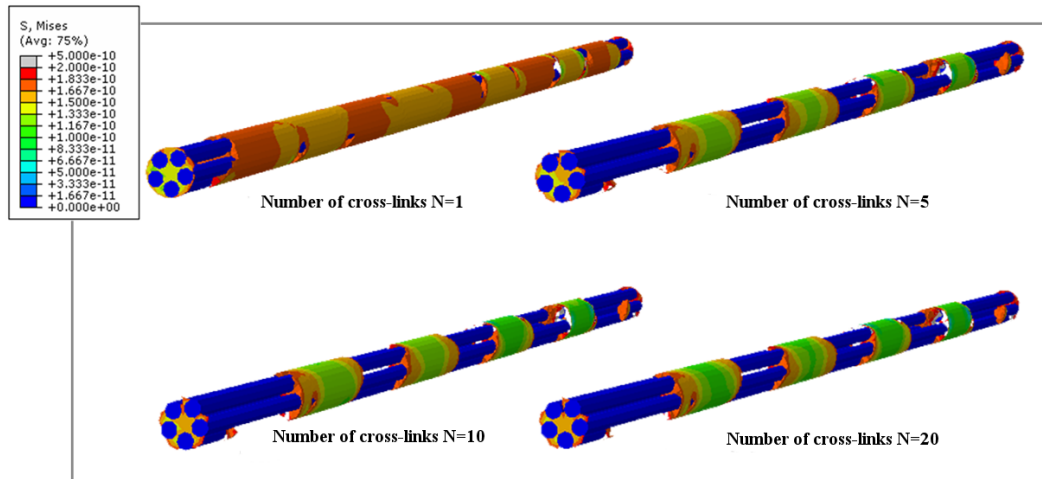 S, Mises
(Avg: 75%)
+5.000e-10
+2.000e-10
+1.833e-10
+1.667e-10
+1.500e-10
+1.333e-10
+1.167e-10
+1.000e-10
+8.333e-11
+6.667e-11
+5.000e-11
+3.333e-11
+1.667e-11
+0.000e+00
Number of cross-links N=1
Number of cross-links N=5
Number of cross-links N=10
Number of cross-links N=20